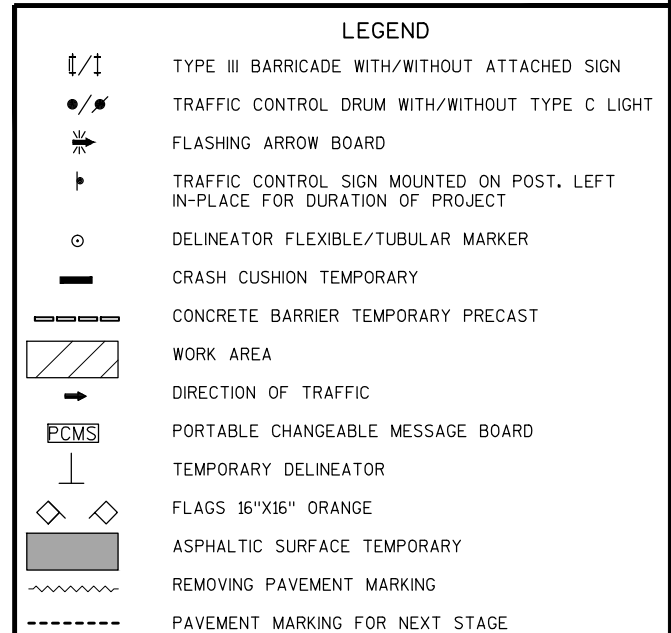 LEGEND
TYPE III BARRICADE WITH/WITHOUT ATTACHED SIGN
TRAFFIC CONTROL DRUM WITH/WITHOUT TYPE C LIGHT
FLASHING ARROW BOARD
TRAFFIC CONTROL SIGN MOUNTED ON POST. LEFT
IN-PLACE FOR DURATION OF PROJECT
DELINEATOR FLEXIBLE/TUBULAR MARKER
CRASH CUSHION TEMPORARY
CONCRETE BARRIER TEMPORARY PRECAST
WORK AREA
DIRECTION OF TRAFFIC
PCMS PORTABLE CHANGEABLE MESSAGE BOARD
TEMPORARY DELINEATOR
FLAGS 16"X16" ORANGE
ASPHALTIC SURFACE TEMPORARY
REMOVING PAVEMENT MARKING
PAVEMENT MARKING FOR NEXT STAGE